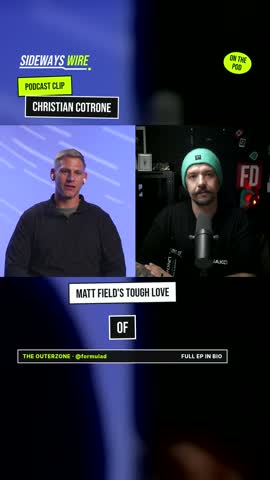 SIDEWAYS WIRE.
ON THE
POD
PODCAST CLIP
CHRISTIAN COTRONE
FD
MATT FIELD'S TOUGH LOVE
OF
THE OUTERZONE - @formulad
FULL EP IN BIO